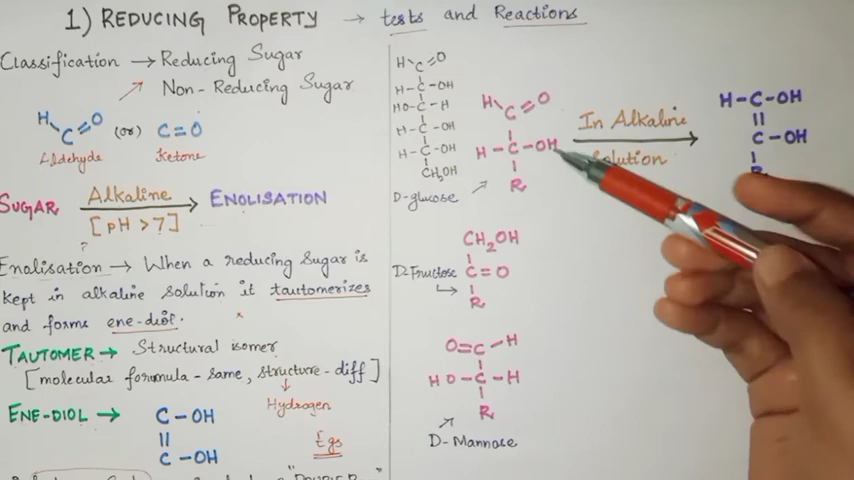 1) REDUCING PROPERTY → tests and Reactions
Classification → Reducing Sugar
Non-Reducing Sugar
H C=O (or) C=O
Aldehyde Ketone
SUGAR Alkaline [pH >7] → ENOLISATION
?
Enolisation → When a reducing sugar is
kept in alkaline solution it tautomerizes
and forms ene-diol.
TAUTOMER → Structural isomer
[molecular formula - same, structure - diff]
Hydrogen
ENE-DIOL → C - OH
||
C - OH
Egs
H C=O
H-C-OH
HO-C-H
H-C-OH
H-C-OH
CH2OH
D-glucose
H C=O
H-C-OH
R
In Alkaline
Solution
H-C-OH
||
C-OH
CH2OH
D-Fructose C=O
R
O=C-H
HO-C-H
R
D-Mannose